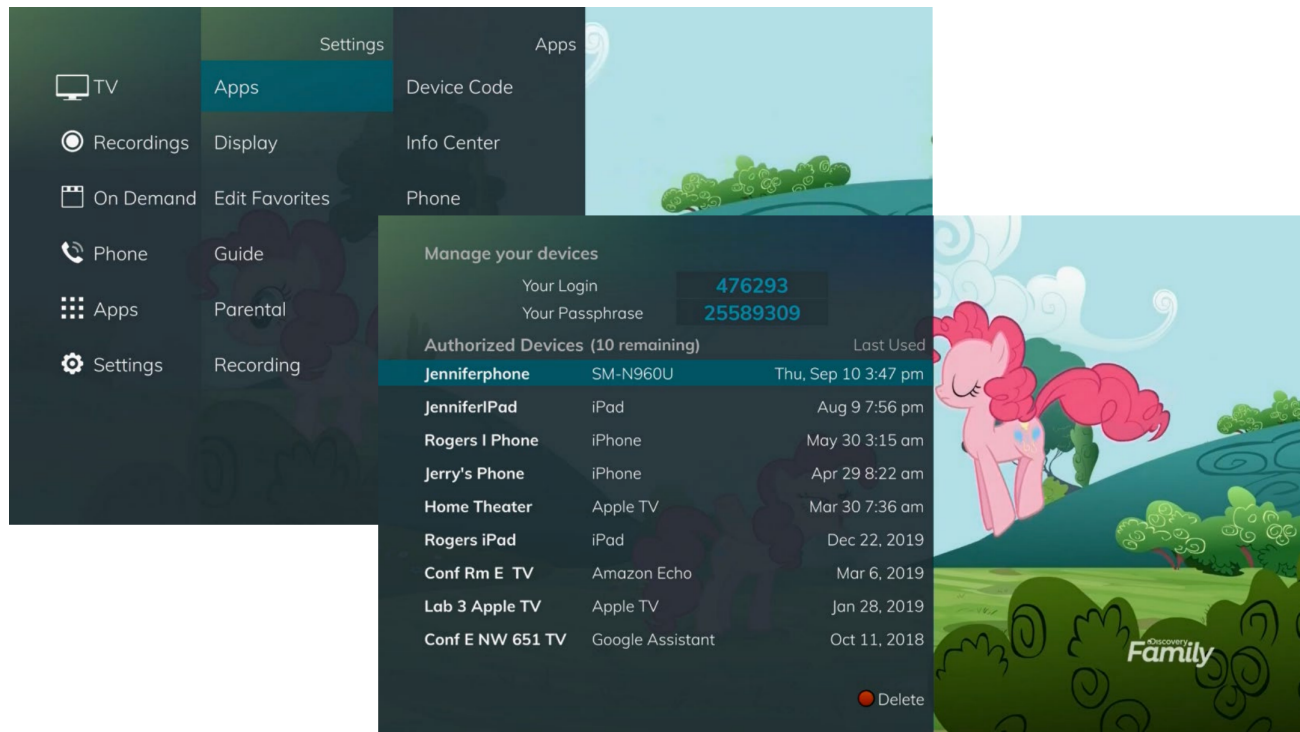 Settings
Apps
TV
Apps
Device Code
Recordings
Display
Info Center
On Demand
Edit Favorites
Phone
Phone
Guide
Apps
Parental
Settings
Recording
Manage your devices
Your Login 476293
Your Passphrase 25589309
Authorized Devices (10 remaining) Last Used
Jenniferphone SM-N960U Thu, Sep 10 3:47 pm
JenniferIPad iPad Aug 9 7:56 pm
Rogers I Phone iPhone May 30 3:15 am
Jerry's Phone iPhone Apr 29 8:22 am
Home Theater Apple TV Mar 30 7:36 am
Rogers iPad iPad Dec 22, 2019
Conf Rm E TV Amazon Echo Mar 6, 2019
Lab 3 Apple TV Apple TV Jan 28, 2019
Conf E NW 651 TV Google Assistant Oct 11, 2018
Delete
Discovery
Family